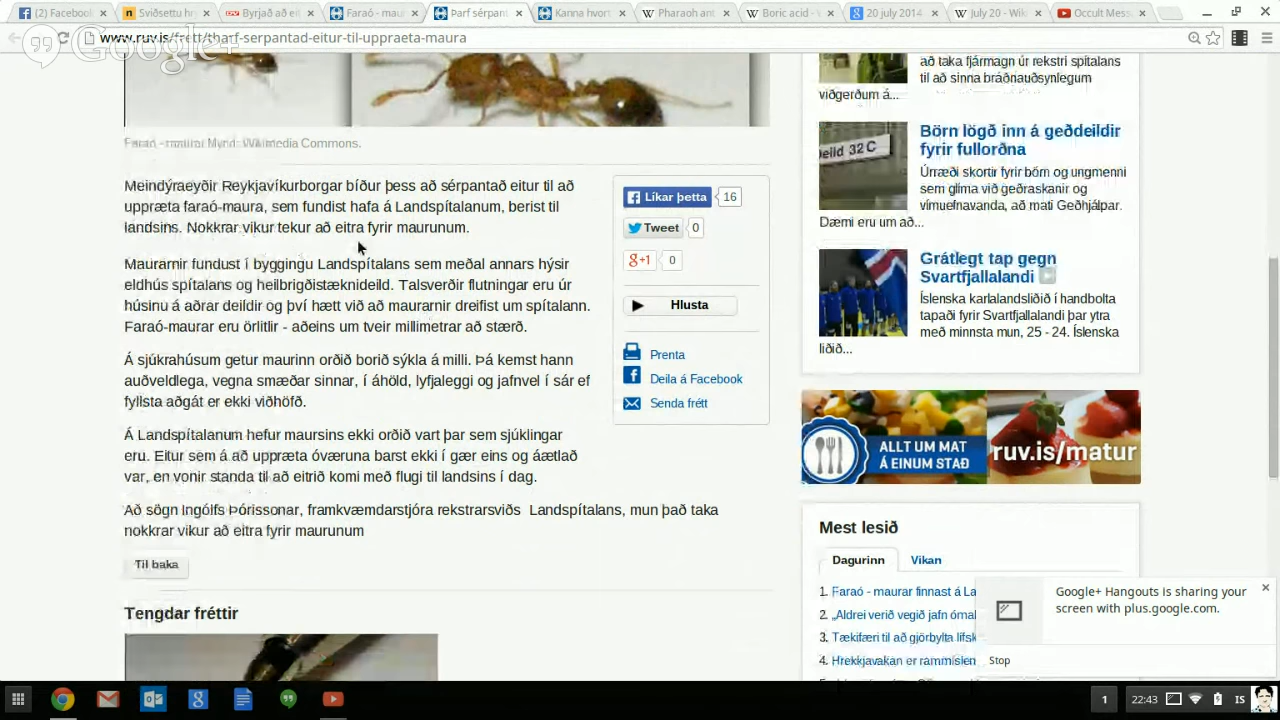 (2) Facebook
Sviðsettu hr
Byrjað að eit
Faraó - mau
Þarf sérpant
Kanna hvort
Pharaoh ant
Boric acid - 
20 july 2014
July 20 - Wiki
Occult Mess
www.ruv.is/frett/tharf-serpantad-eitur-til-uppraeta-maura
Google+
Faraó - maurar Mynd: Wikimedia Commons.
Meindýraeyðir Reykjavíkurborgar bíður þess að sérpantað eitur til að
uppræta faraó-maura, sem fundist hafa á Landspítalanum, berist til
landsins. Nokkrar vikur tekur að eitra fyrir maurunum.
Maurarnir fundust í byggingu Landspítalans sem meðal annars hýsir
eldhús spítalans og heilbrigðistæknideild. Talsverðir flutningar eru úr
húsinu á aðrar deildir og því hætt við að maurarnir dreifist um spítalann.
Faraó-maurar eru örlitlir - aðeins um tveir millimetrar að stærð.
Á sjúkrahúsum getur maurinn orðið borið sýkla á milli. Þá kemst hann
auðveldlega, vegna smæðar sinnar, í áhöld, lyfjaleggi og jafnvel í sár ef
fyllsta aðgát er ekki viðhöfð.
Á Landspítalanum hefur maursins ekki orðið vart þar sem sjúklingar
eru. Eitur sem á að uppræta óværuna barst ekki í gær eins og áætlað
var, en vonir standa til að eitrið komi með flugi til landsins í dag.
Að sögn Ingólfs Þórissonar, framkvæmdarstjóra rekstrarsviðs Landspítalans, mun það taka
nokkrar vikur að eitra fyrir maurunum
Til baka
Tengdar fréttir
Líkar þetta 16
Tweet 0
g+1 0
Hlusta
Prenta
Deila á Facebook
Senda frétt
að taka fjármagn úr rekstri spítalans
til að sinna bráðnauðsynlegum
viðgerðum á...
Deild 32 C
Börn lögð inn á geðdeildir
fyrir fullorðna
Úrræði skortir fyrir börn og ungmenni
sem glíma við geðraskanir og
vímuefnavanda, að mati Geðhjálpar.
Dæmi eru um að...
Grátlegt tap gegn
Svartfjallalandi
Íslenska karlalandsliðið í handbolta
tapaði fyrir Svartfjallalandi þar ytra
með minnsta mun, 25 - 24. Íslenska
liðið...
ALLT UM MAT
Á EINUM STAÐ
ruv.is/matur
Mest lesið
Dagurinn
Vikan
1. Faraó - maurar finnast á La
2. „Aldrei verið vegið jafn ómal
3. Tækifæri til að gjörbylta lífsk
4. Hrekkjavakan er rammíslen
Google+ Hangouts is sharing your
screen with plus.google.com.
Stop
1
22:43
IS